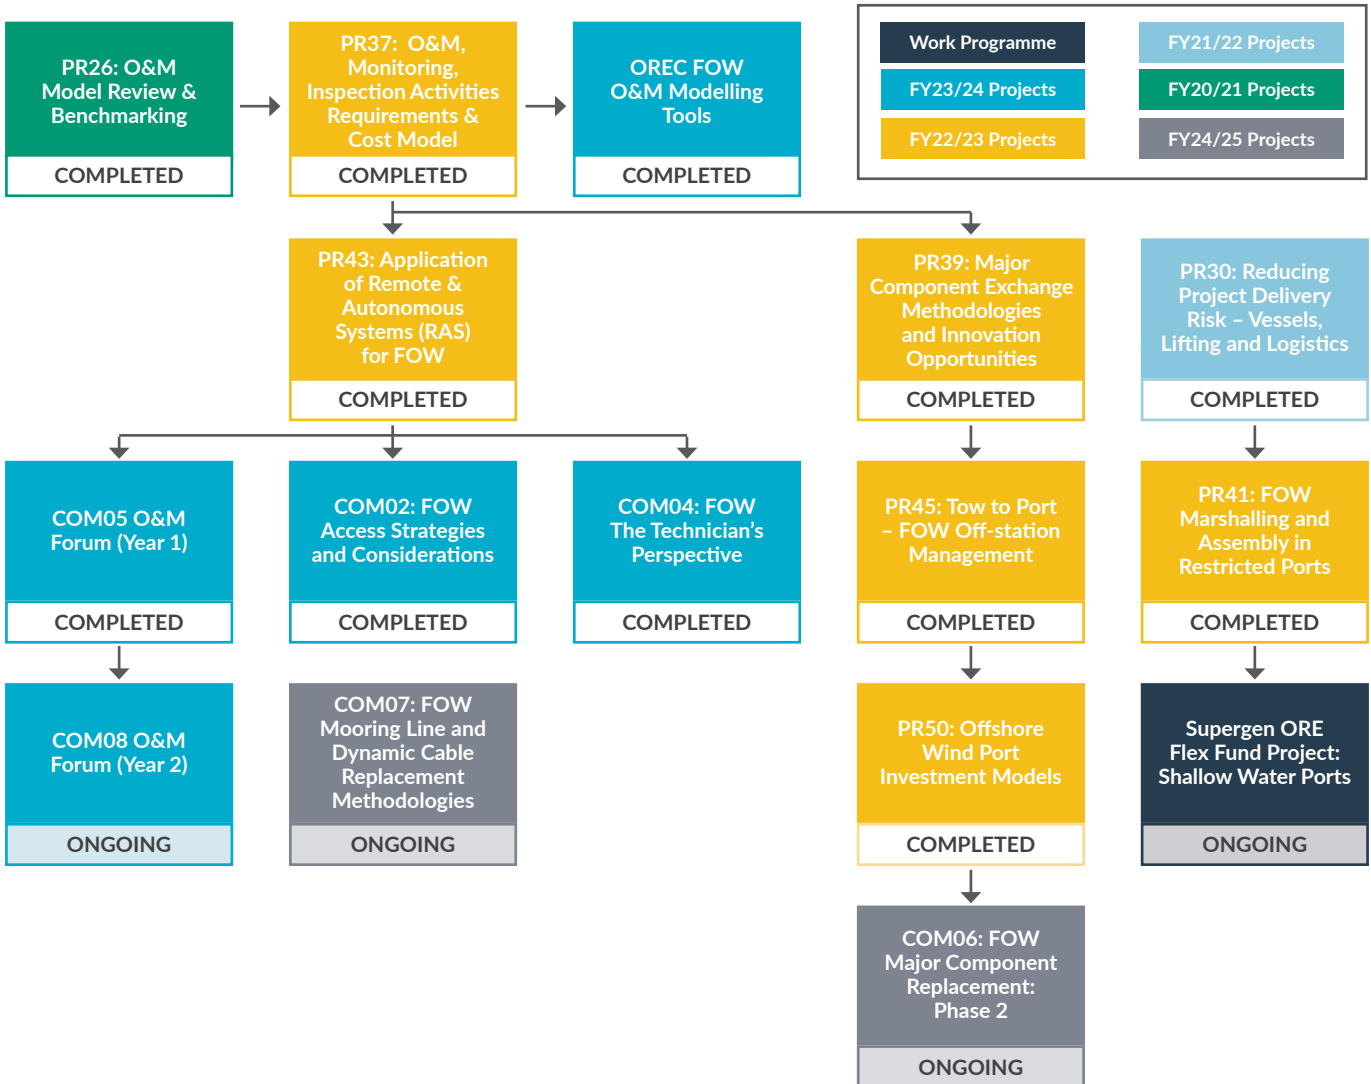 PR26: O&M
Model Review &
Benchmarking
COMPLETED
PR37: O&M,
Monitoring,
Inspection Activities
Requirements &
Cost Model
COMPLETED
OREC FOW
O&M Modelling
Tools
COMPLETED
Work Programme
FY21/22 Projects
FY23/24 Projects
FY20/21 Projects
FY22/23 Projects
FY24/25 Projects
PR43: Application
of Remote &
Autonomous
Systems (RAS)
for FOW
COMPLETED
PR39: Major
Component Exchange
Methodologies
and Innovation
Opportunities
COMPLETED
PR30: Reducing
Project Delivery
Risk – Vessels,
Lifting and Logistics
COMPLETED
COM05 O&M
Forum (Year 1)
COMPLETED
COM02: FOW
Access Strategies
and Considerations
COMPLETED
COM04: FOW
The Technician’s
Perspective
COMPLETED
PR45: Tow to Port
– FOW Off-station
Management
COMPLETED
PR41: FOW
Marshalling and
Assembly in
Restricted Ports
COMPLETED
COM08 O&M
Forum (Year 2)
ONGOING
COM07: FOW
Mooring Line and
Dynamic Cable
Replacement
Methodologies
ONGOING
PR50: Offshore
Wind Port
Investment Models
COMPLETED
Supergen ORE
Flex Fund Project:
Shallow Water Ports
ONGOING
COM06: FOW
Major Component
Replacement:
Phase 2
ONGOING